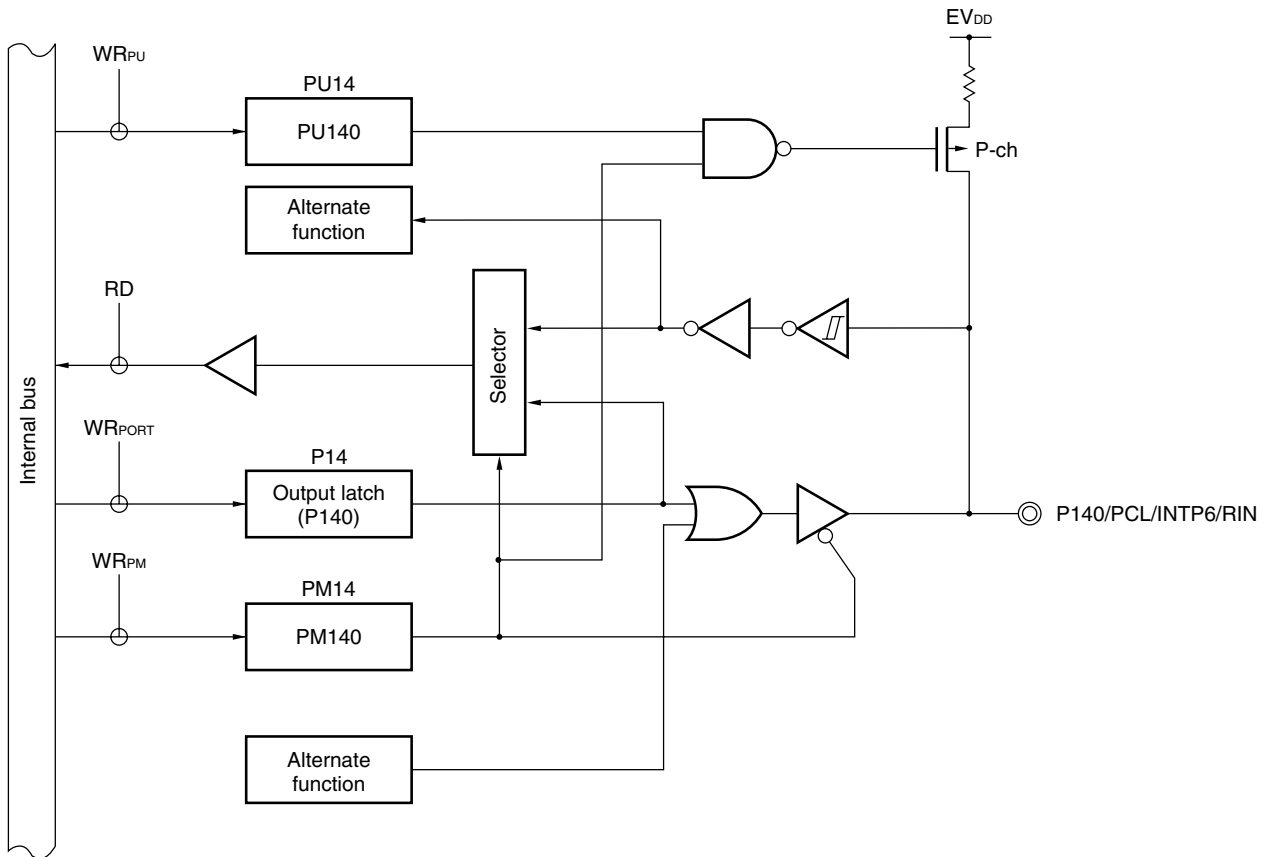 EVDD
WRPU
PU14
PU140
P-ch
Alternate
function
RD
Selector
Internal bus
WRPORT
P14
Output latch
(P140)
P140/PCL/INTP6/RIN
WRPM
PM14
PM140
Alternate
function